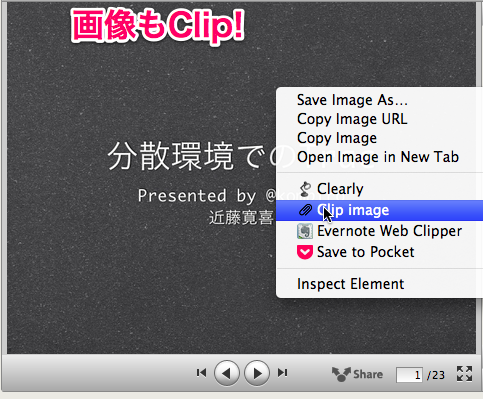 画像もClip!
Save Image As...
Copy Image URL
Copy Image
Open Image in New Tab
分散環境での
Presented by @
近藤寛喜
Clearly
Clip image
Evernote Web Clipper
Save to Pocket
Inspect Element
Share
1 /23